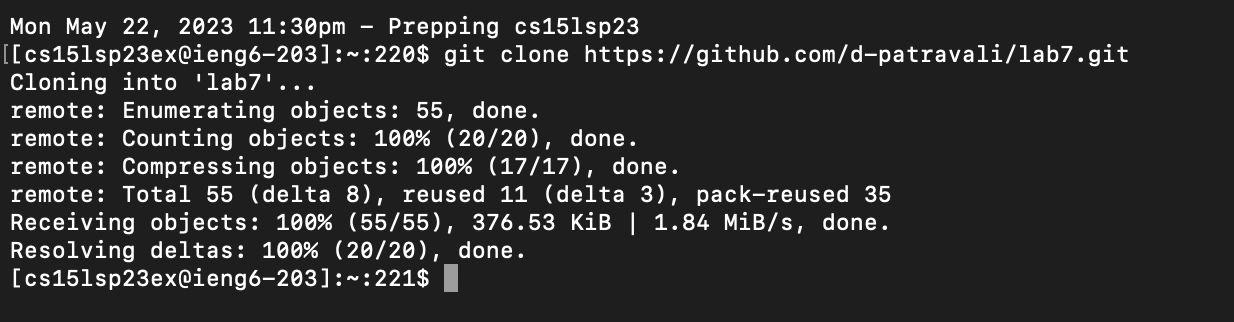 Mon May 22, 2023 11:30pm - Prepping cs15lsp23
[[cs15lsp23ex@ieng6-203]:~:220$ git clone https://github.com/d-patravali/lab7.git
Cloning into 'lab7'...
remote: Enumerating objects: 55, done.
remote: Counting objects: 100% (20/20), done.
remote: Compressing objects: 100% (17/17), done.
remote: Total 55 (delta 8), reused 11 (delta 3), pack-reused 35
Receiving objects: 100% (55/55), 376.53 KiB | 1.84 MiB/s, done.
Resolving deltas: 100% (20/20), done.
[cs15lsp23ex@ieng6-203]:~:221$